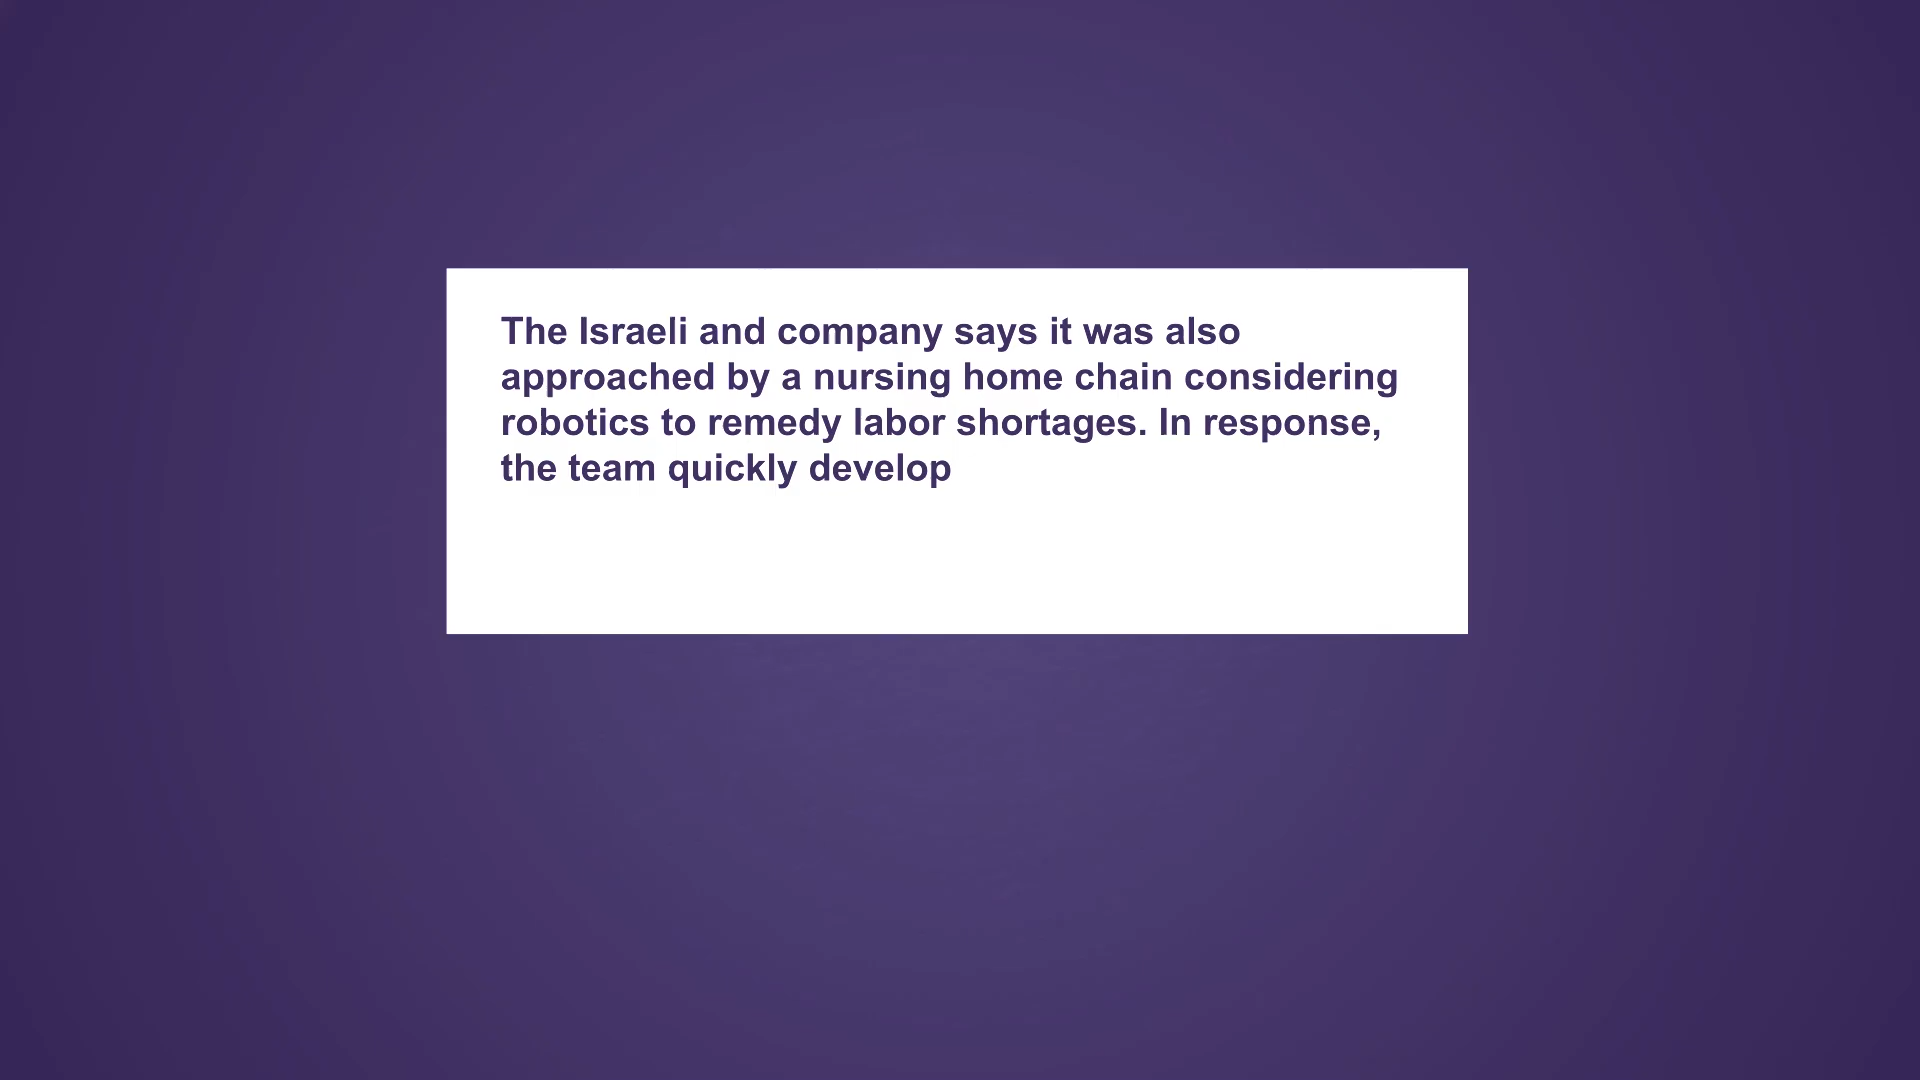 The Israeli and company says it was also
approached by a nursing home chain considering
robotics to remedy labor shortages. In response,
the team quickly develop